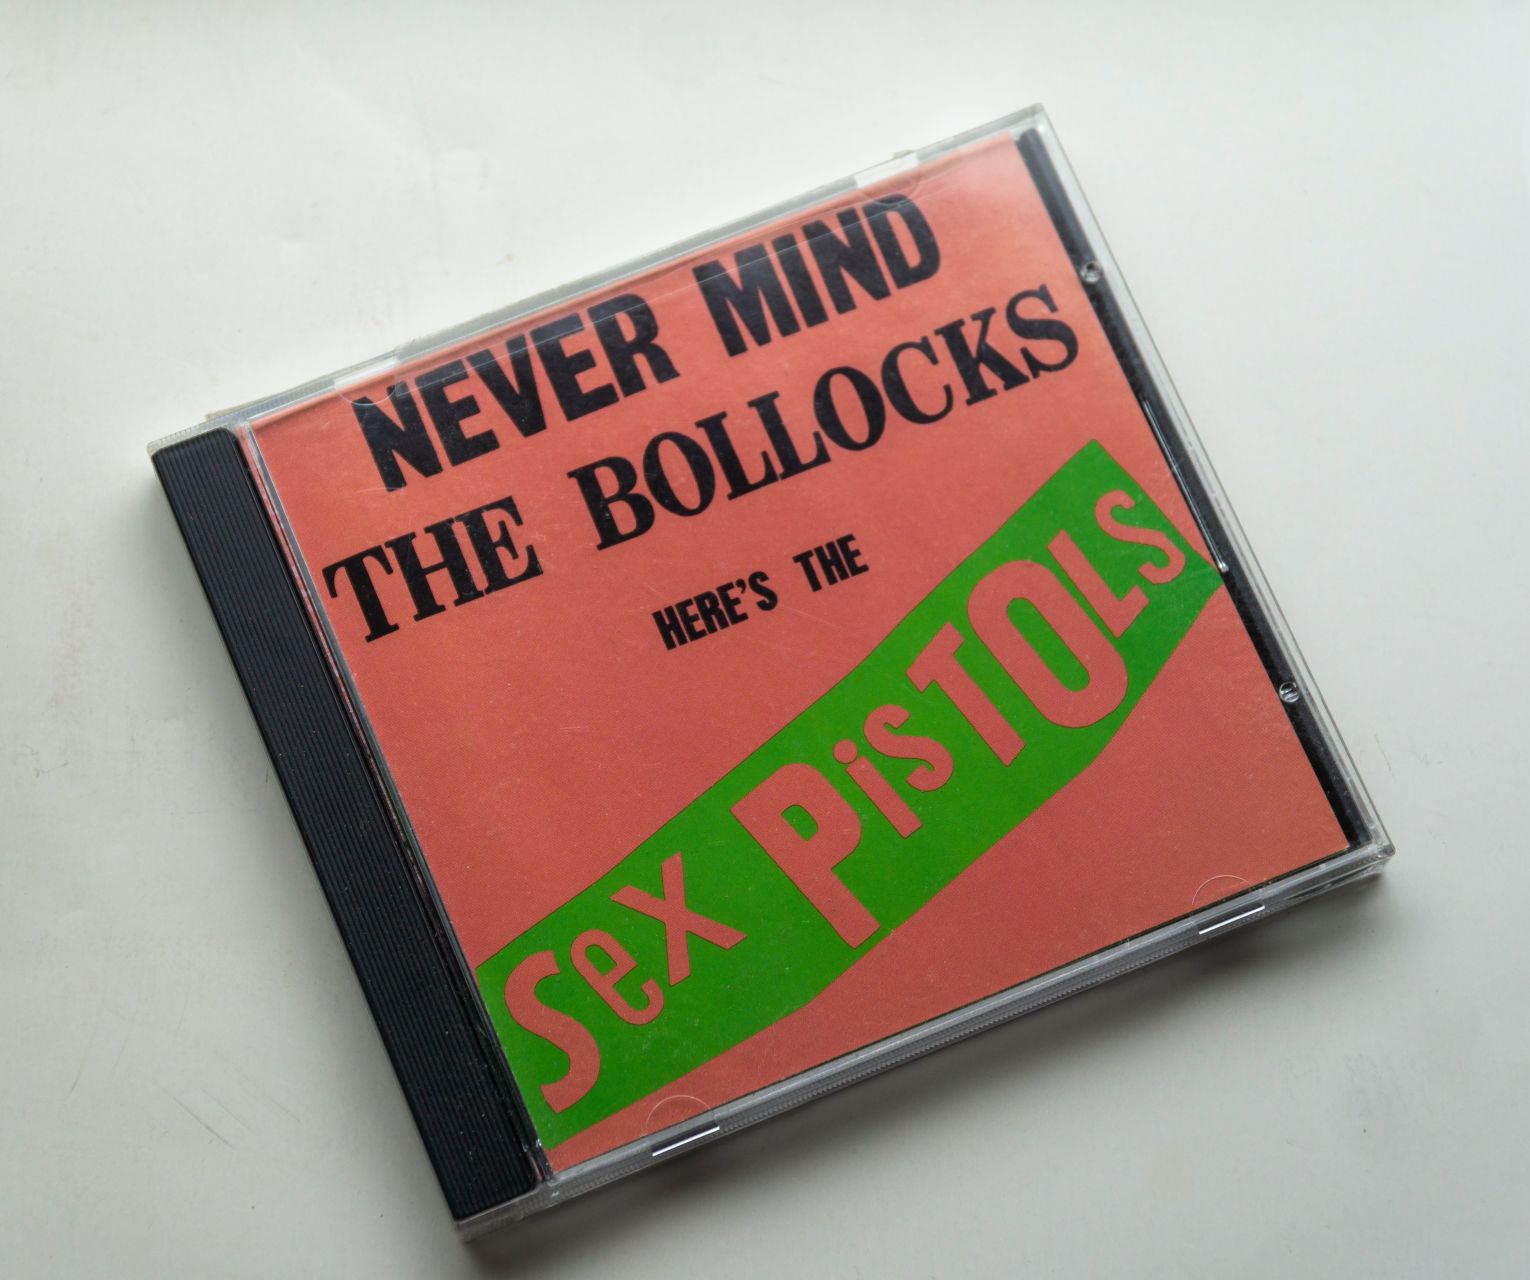 NEVER MIND
THE BOLLOCKS
HERE'S THE
Sex PisTOLs